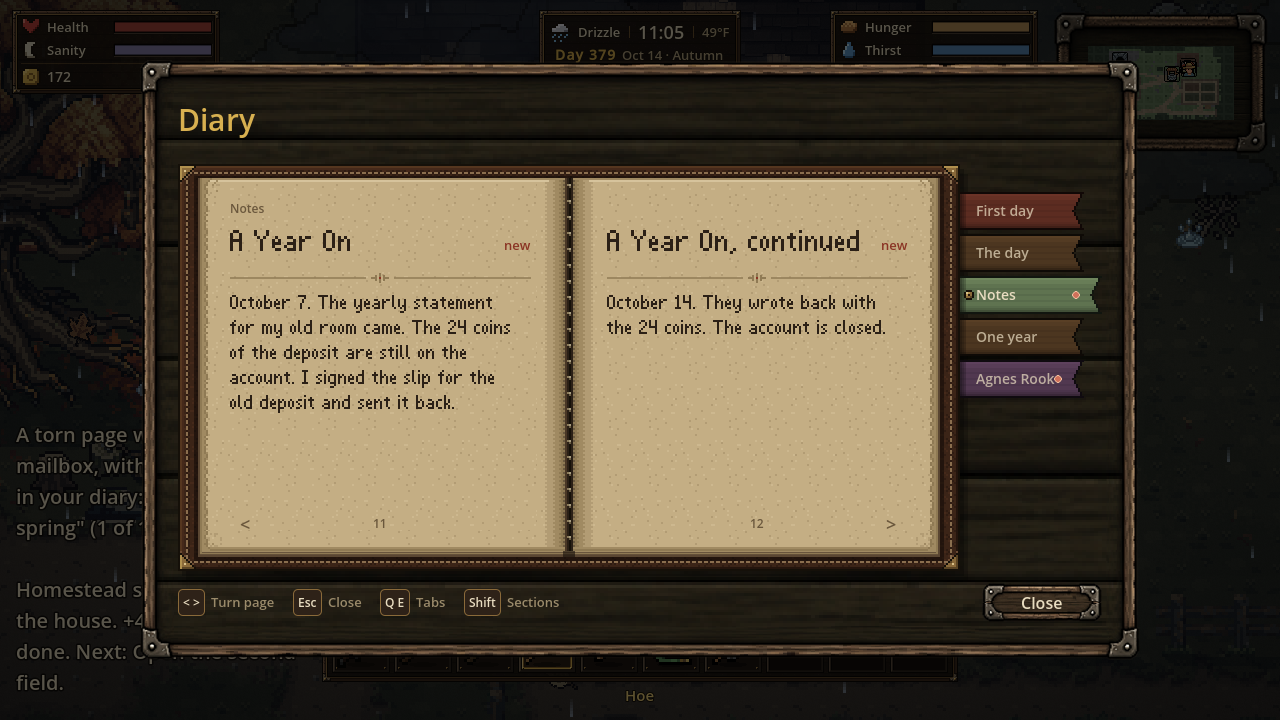 Health
Sanity
172
Drizzle 11:05 49°F
Day 379 Oct 14 · Autumn
Hunger
Thirst
Diary
Notes
A Year On
new
October 7. The yearly statement
for my old room came. The 24 coins
of the deposit are still on the
account. I signed the slip for the
old deposit and sent it back.
< 11
A Year On, continued
new
October 14. They wrote back with
the 24 coins. The account is closed.
12 >
First day
The day
Notes
One year
Agnes Rook
A torn page
mailbox, with
in your diary:
spring" (1 of
Homestead
the house.
done. Next: second
field.
< > Turn page
Esc Close
Q E Tabs
Shift Sections
Close
Hoe